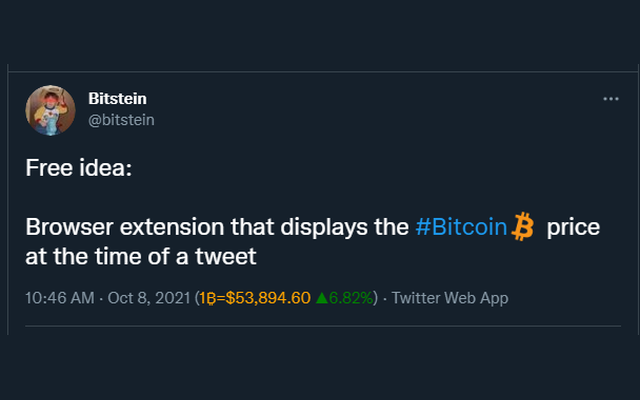 Bitstein
@bitstein
Free idea:
Browser extension that displays the #Bitcoin price
at the time of a tweet
10:46 AM · Oct 8, 2021 (1₿=$53,894.60 ▲6.82%) · Twitter Web App